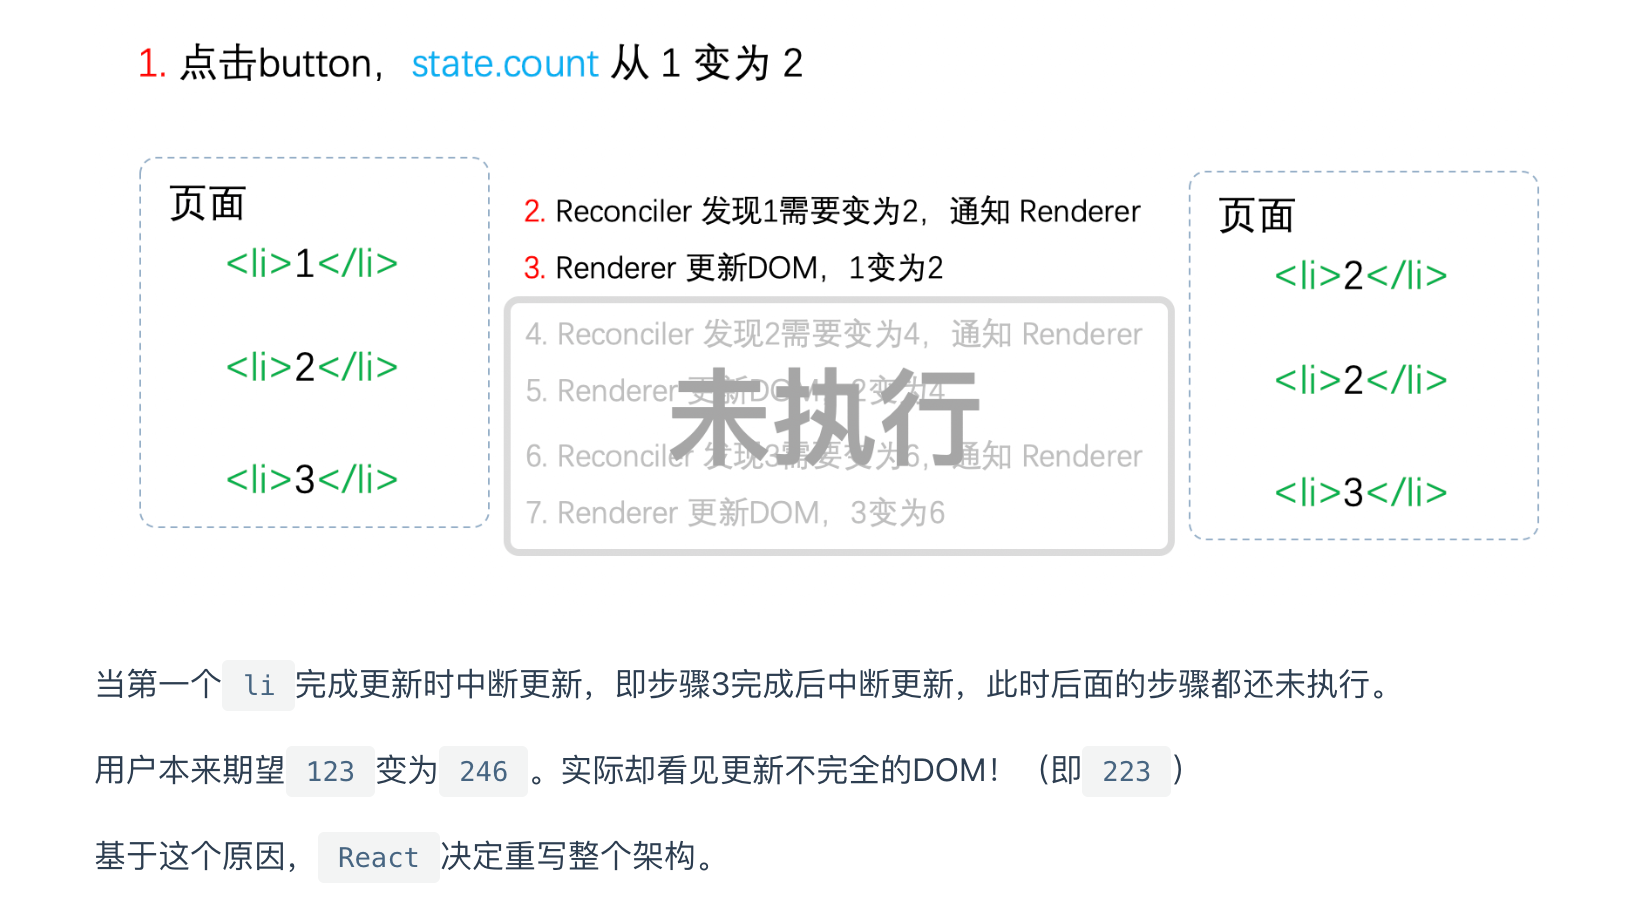 1. 点击button，state.count 从 1 变为 2
页面
<li>1</li>
<li>2</li>
<li>3</li>
2. Reconciler 发现1需要变为2，通知 Renderer
3. Renderer 更新DOM，1变为2
4. Reconciler 发现2需要变为4，通知 Renderer
5. Renderer 更新DOM，2变为4
未执行
6. Reconciler 发现3需要变为6，通知 Renderer
7. Renderer 更新DOM，3变为6
页面
<li>2</li>
<li>2</li>
<li>3</li>
当第一个 li 完成更新时中断更新，即步骤3完成后中断更新，此时后面的步骤都还未执行。
用户本来期望 123 变为 246 。实际却看见更新不完全的DOM！（即 223 ）
基于这个原因， React 决定重写整个架构。